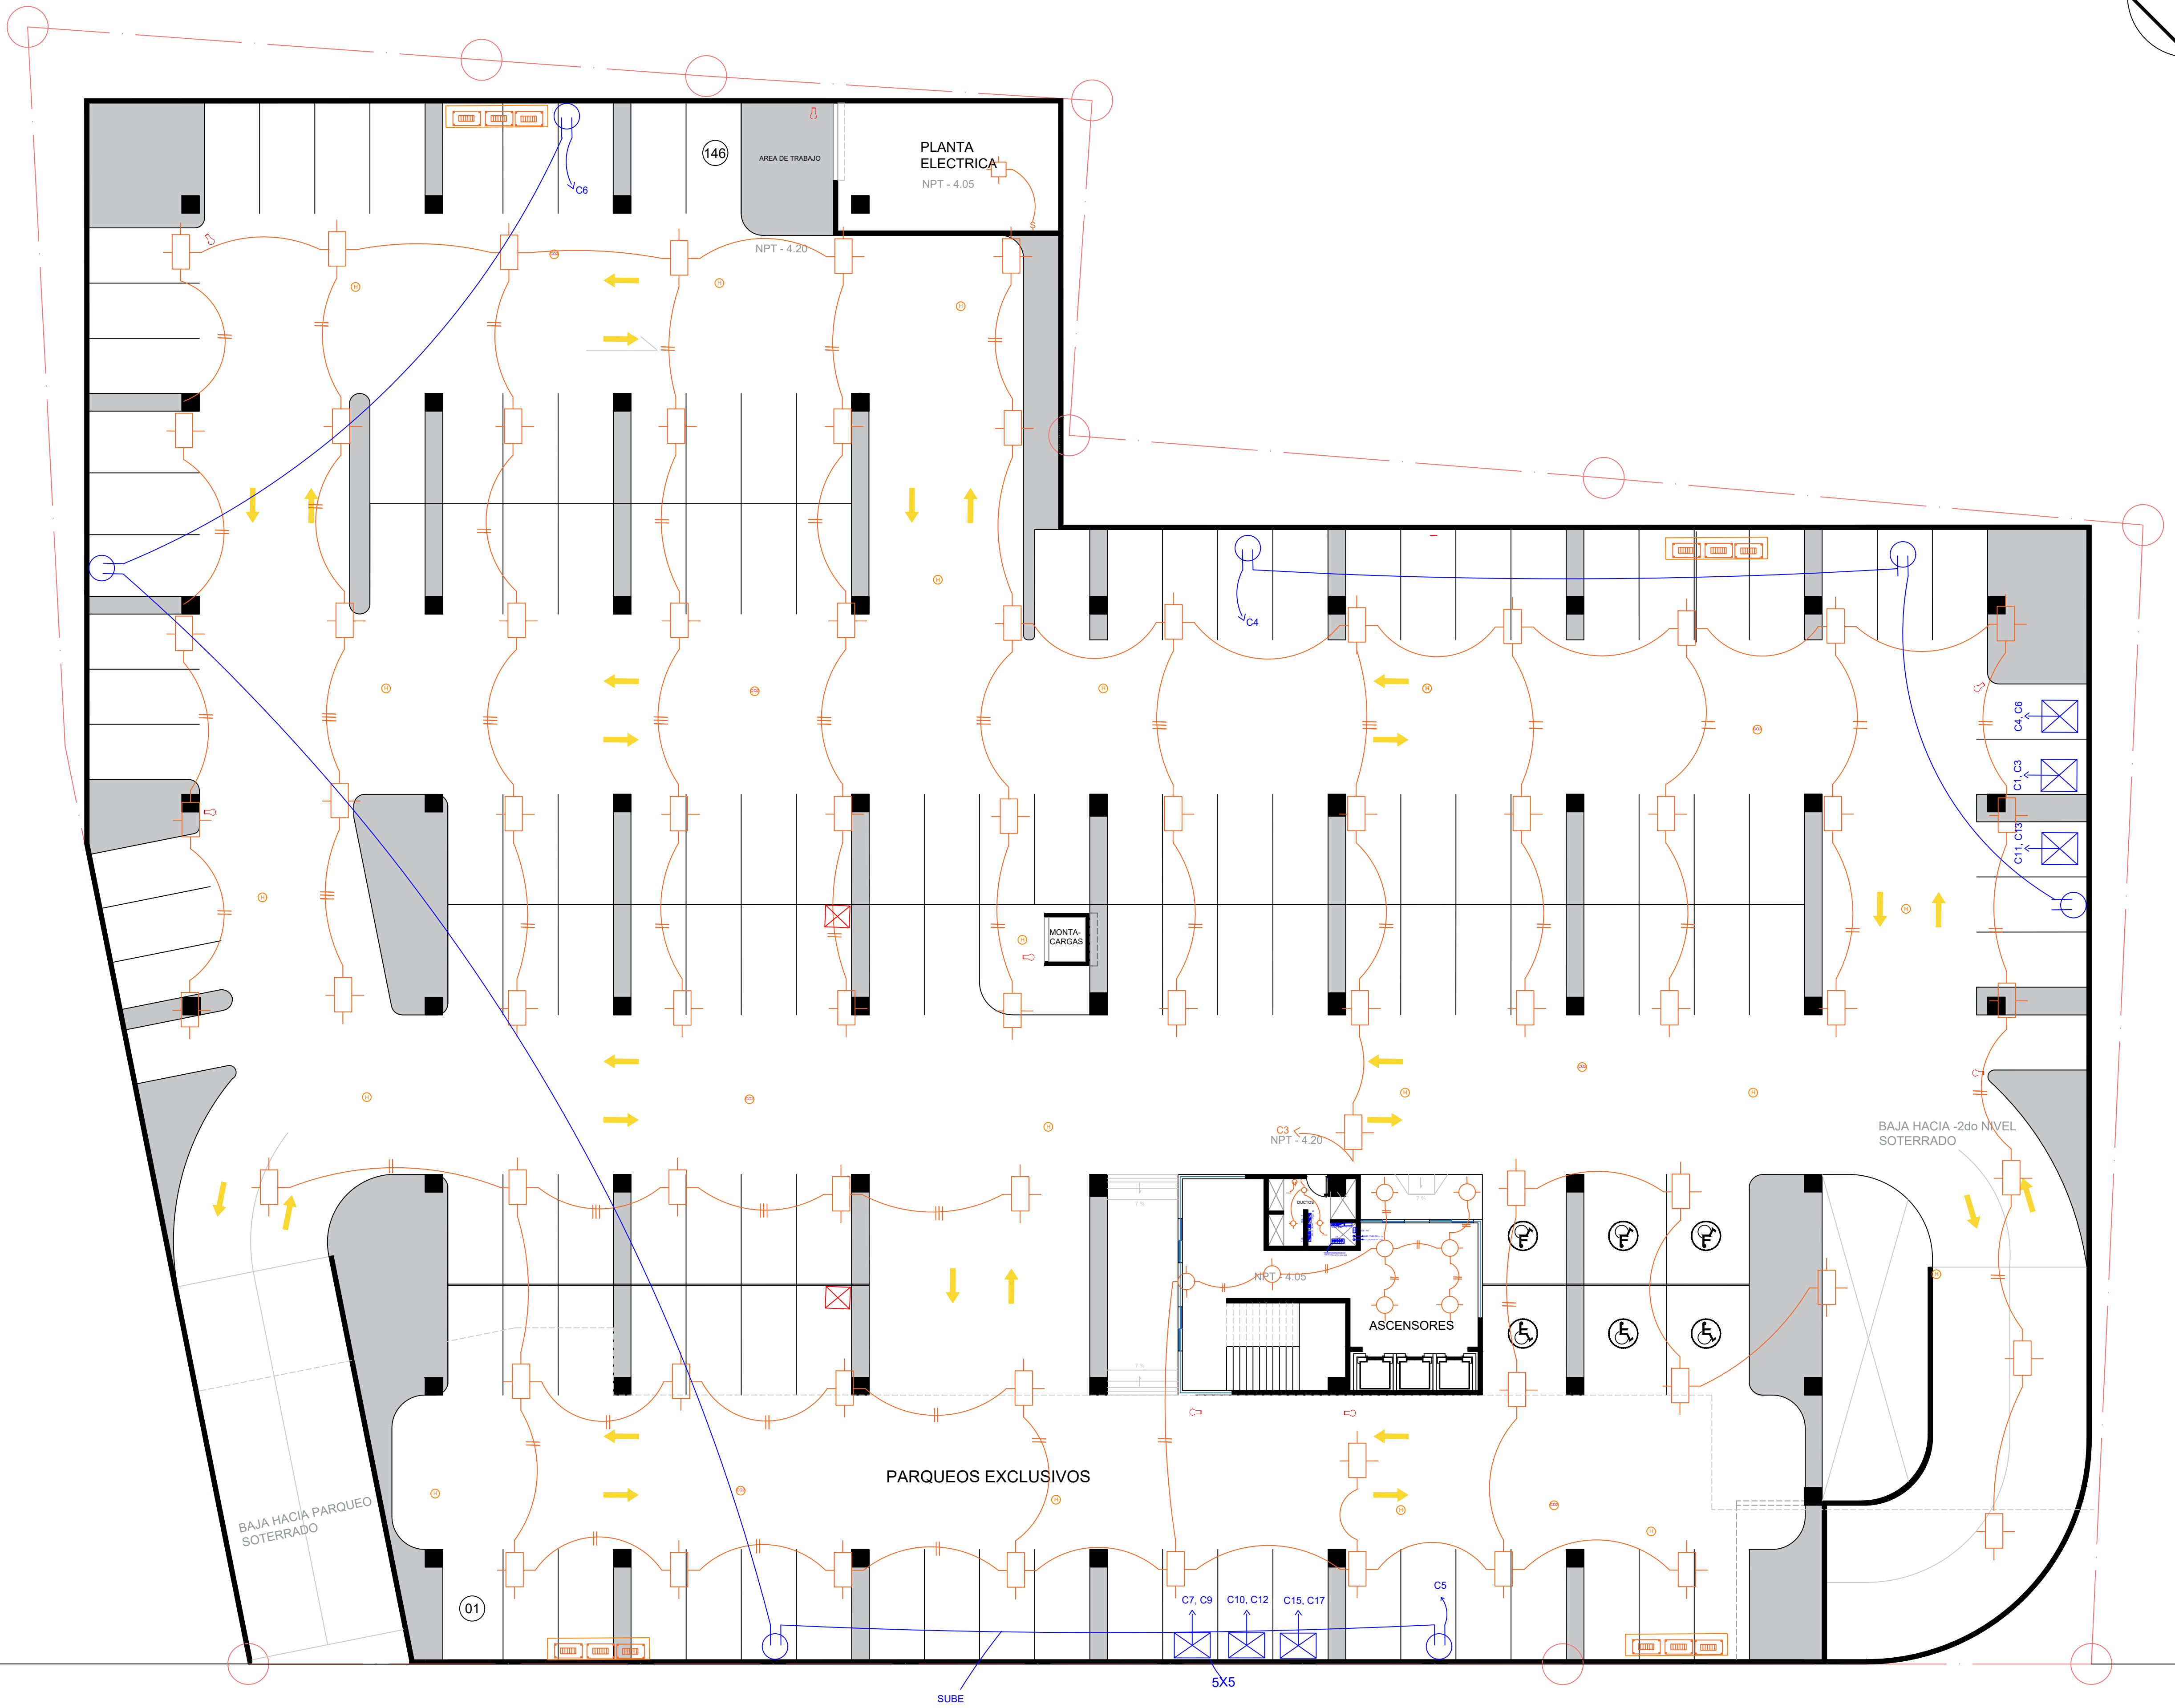 146
AREA DE TRABAJO
PLANTA
ELECTRICA
NPT - 4.05
C6
NPT - 4.20
S
H
H
H
H
C4
H
H
H
C4, C6
C1, C3
C11, C13
H
H
MONTA-
CARGAS
H
H
H
H
H
C3
NPT - 4.20
BAJA HACIA -2do NIVEL
SOTERRADO
DUCTOS
NPT - 4.05
H
ASCENSORES
PARQUEOS EXCLUSIVOS
H
H
H
H
BAJA HACIA PARQUEO
SOTERRADO
01
C7, C9
C10, C12
C15, C17
C5
5X5
SUBE